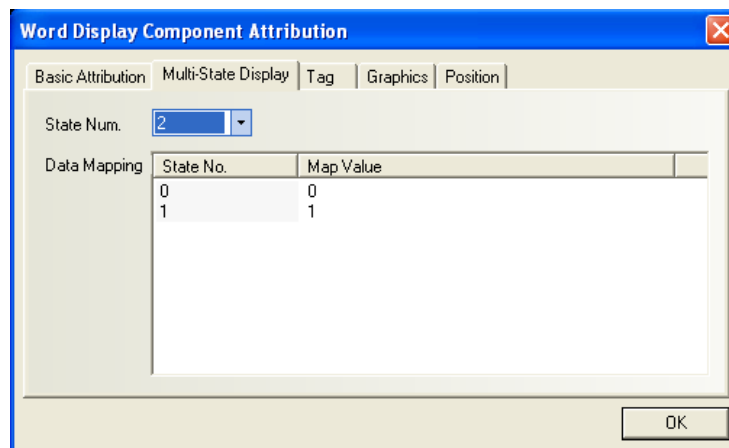 Word Display Component Attribution
Basic Attribution Multi-State Display Tag Graphics Position
State Num. 2
Data Mapping State No. Map Value
0 0
1 1
OK